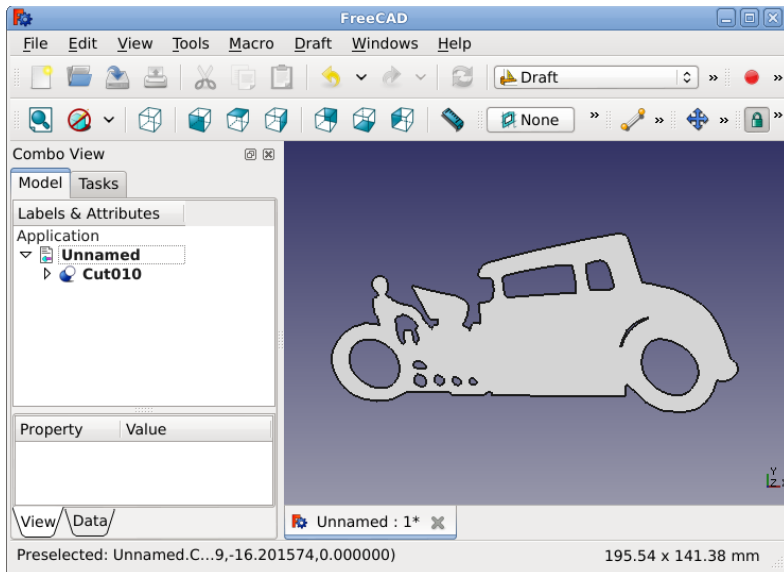 FreeCAD
File Edit View Tools Macro Draft Windows Help
Draft » »
None » » » »
Combo View
Model Tasks
Labels & Attributes
Application
Unnamed
Cut010
Property Value
View Data
Unnamed : 1*
Y
Z
Preselected: Unnamed.C...9,-16.201574,0.000000) 195.54 x 141.38 mm